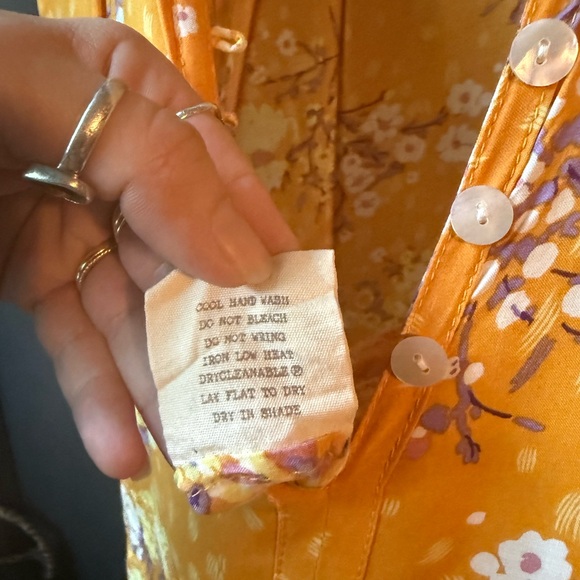 COOL HAND WASH
DO NOT BLEACH
DO NOT WRING
IRON LOW HEAT
DRYCLEANABLE Ⓟ
LAY FLAT TO DRY
DRY IN SHADE